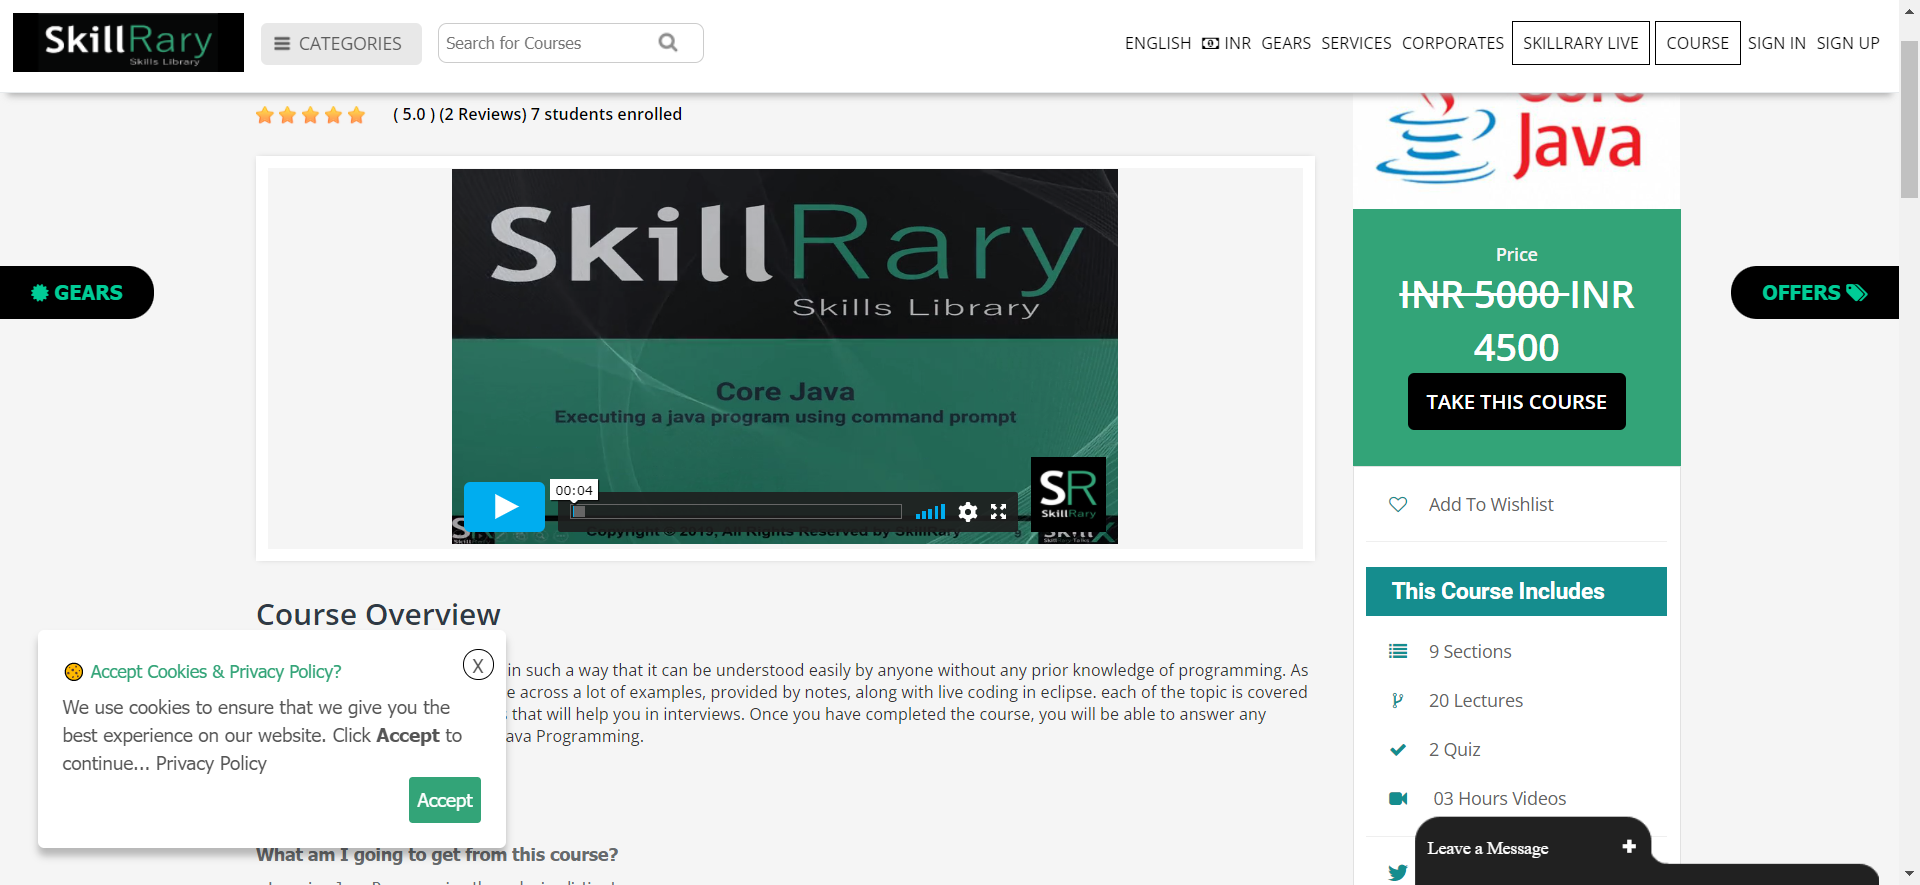 SkillRary
Skills Library
CATEGORIES
Search for Courses
ENGLISH INR GEARS SERVICES CORPORATES SKILLRARY LIVE COURSE SIGN IN SIGN UP
( 5.0 ) (2 Reviews) 7 students enrolled
Core
Java
SkillRary
Skills Library
Core Java
Executing a java program using command prompt
00:04
SR
SkillRary
Copyright © 2019, All Rights Reserved by SkillRary
GEARS
OFFERS
Price
INR 5000 INR
4500
TAKE THIS COURSE
Add To Wishlist
This Course Includes
9 Sections
20 Lectures
2 Quiz
03 Hours Videos
Leave a Message
Course Overview
in such a way that it can be understood easily by anyone without any prior knowledge of programming. As
e across a lot of examples, provided by notes, along with live coding in eclipse. each of the topic is covered
s that will help you in interviews. Once you have completed the course, you will be able to answer any
ava Programming.
Accept Cookies & Privacy Policy?
X
We use cookies to ensure that we give you the
best experience on our website. Click Accept to
continue... Privacy Policy
Accept
What am I going to get from this course?